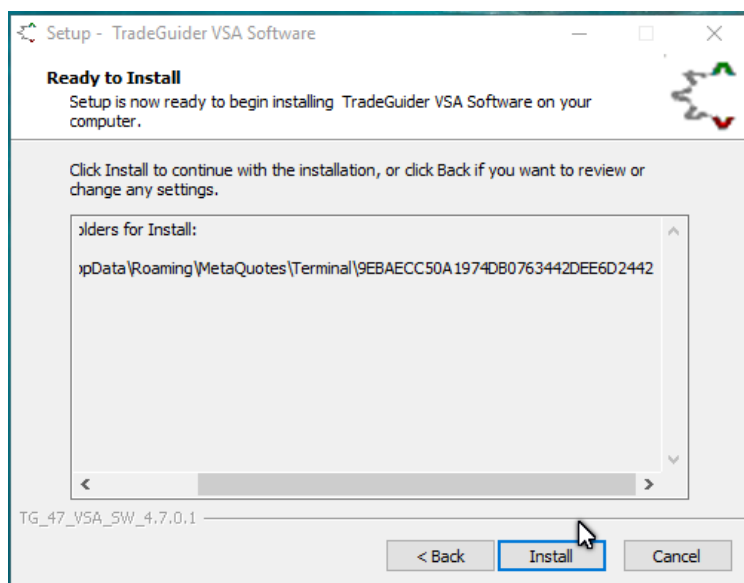 Setup - TradeGuider VSA Software
Ready to Install
Setup is now ready to begin installing TradeGuider VSA Software on your
computer.
Click Install to continue with the installation, or click Back if you want to review or
change any settings.
olders for Install:
ppData\Roaming\MetaQuotes\Terminal\9EBAECC50A1974DB0763442DEE6D2442
TG_47_VSA_SW_4.7.0.1
< Back
Install
Cancel